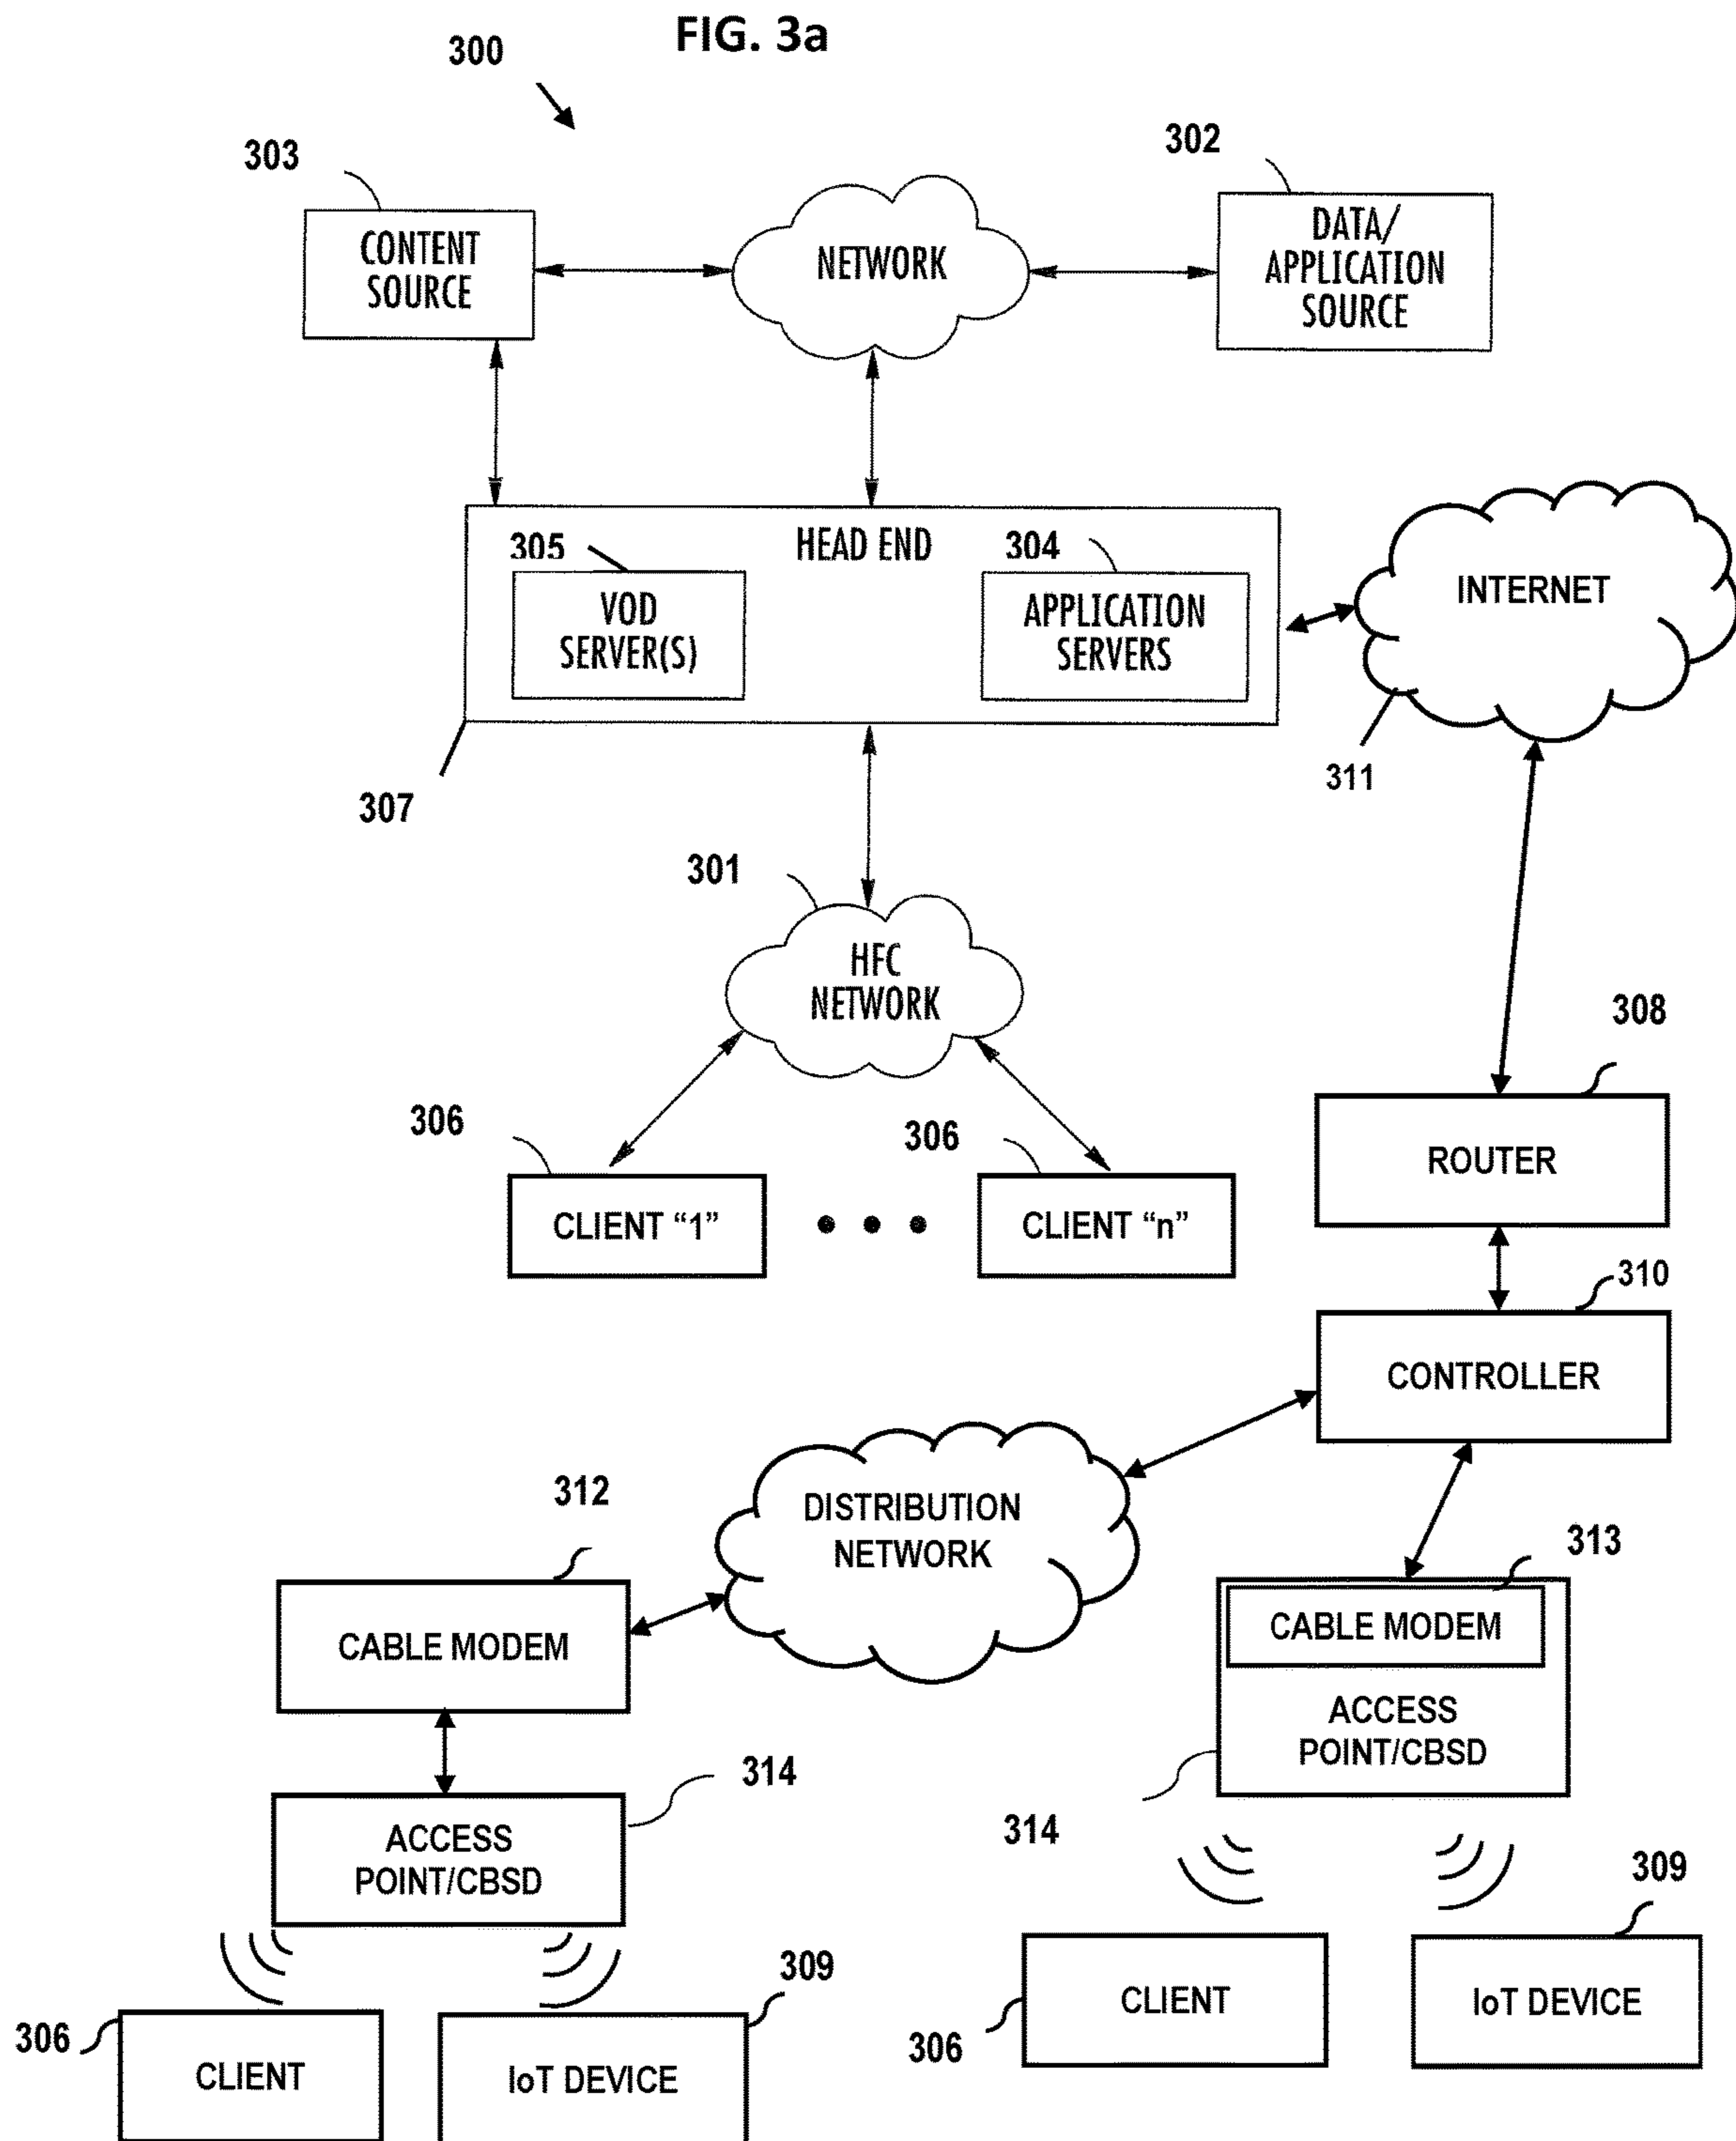 FIG. 3a
300
303
302
CONTENT
SOURCE
NETWORK
DATA/
APPLICATION
SOURCE
HEAD END
305
304
VOD
SERVER(S)
APPLICATION
SERVERS
INTERNET
311
307
301
HFC
NETWORK
308
306
306
ROUTER
CLIENT “1”
CLIENT “n”
310
CONTROLLER
312
DISTRIBUTION
NETWORK
313
CABLE MODEM
CABLE MODEM
ACCESS
POINT/CBSD
314
314
ACCESS
POINT/CBSD
309
309
CLIENT
IoT DEVICE
306
306
CLIENT
IoT DEVICE